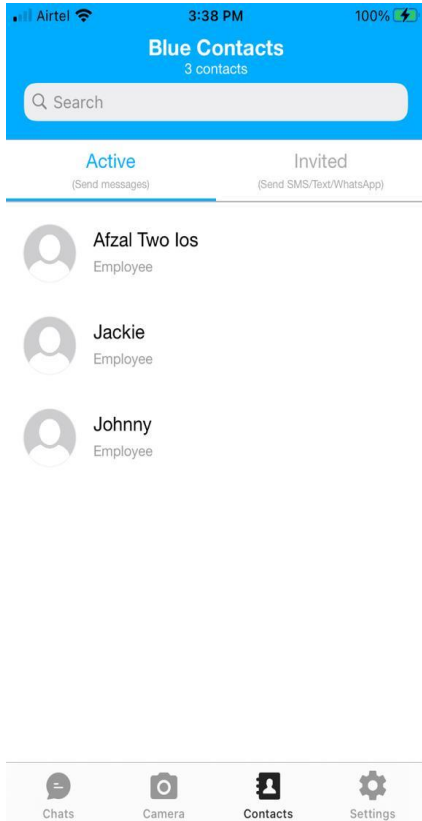 Airtel 3:38 PM 100%
Blue Contacts
3 contacts
Search
Active Invited
(Send messages) (Send SMS/Text/WhatsApp)
Afzal Two Ios
Employee
Jackie
Employee
Johnny
Employee
Chats Camera Contacts Settings